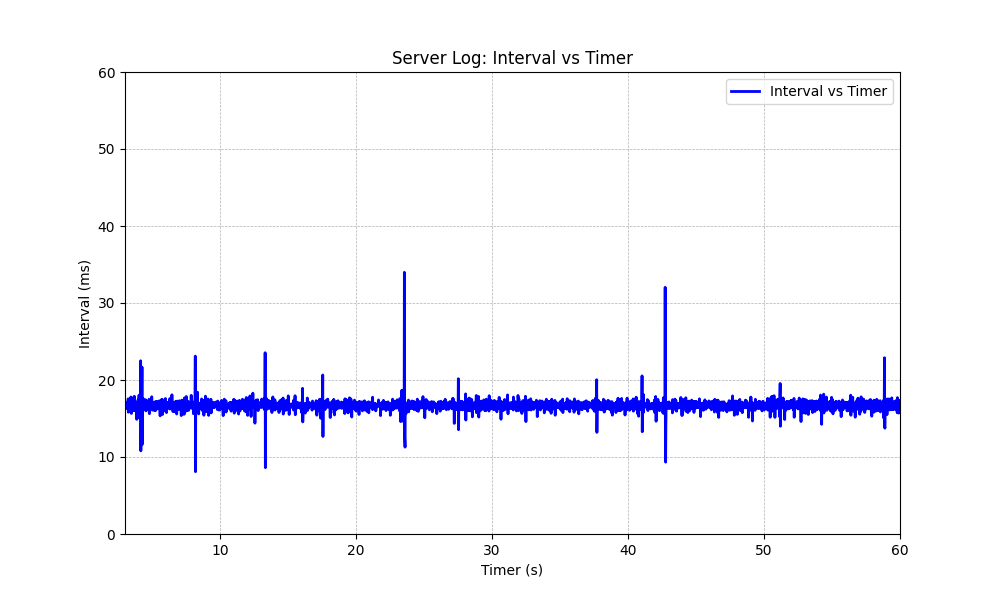 Server Log: Interval vs Timer
Interval vs Timer
60
50
40
30
20
10
0
Interval (ms)
10 20 30 40 50 60
Timer (s)